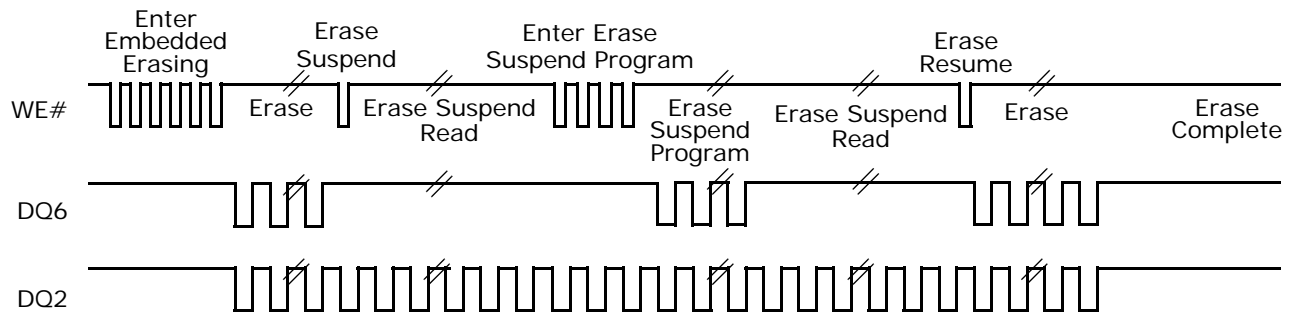 Enter
Embedded
Erasing
Erase
Suspend
Enter Erase
Suspend Program
Erase
Resume
WE#
Erase
Erase Suspend
Read
Erase
Suspend
Program
Erase Suspend
Read
Erase
Erase
Complete
DQ6
DQ2